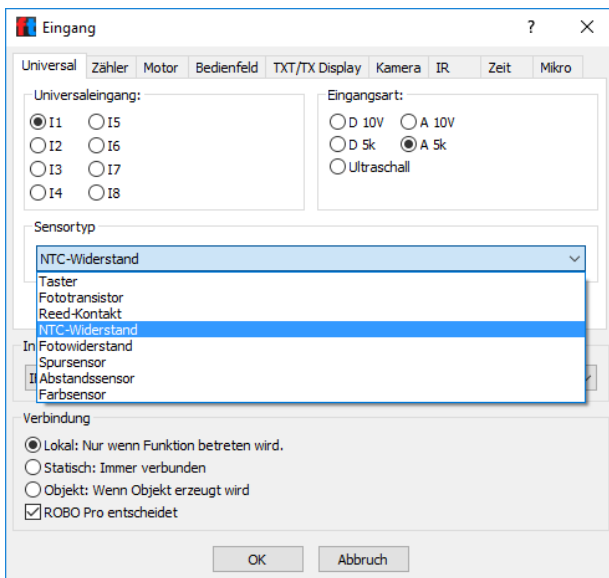 Eingang
Universal Zähler Motor Bedienfeld TXT/TX Display Kamera IR Zeit Mikro
Universaleingang:
I1 I5
I2 I6
I3 I7
I4 I8
Eingangsart:
D 10V A 10V
D 5k A 5k
Ultraschall
Sensortyp
NTC-Widerstand
Taster
Fototransistor
Reed-Kontakt
NTC-Widerstand
Fotowiderstand
Spursensor
Abstandssensor
Farbsensor
Verbindung
Lokal: Nur wenn Funktion betreten wird.
Statisch: Immer verbunden
Objekt: Wenn Objekt erzeugt wird
ROBO Pro entscheidet
OK Abbruch